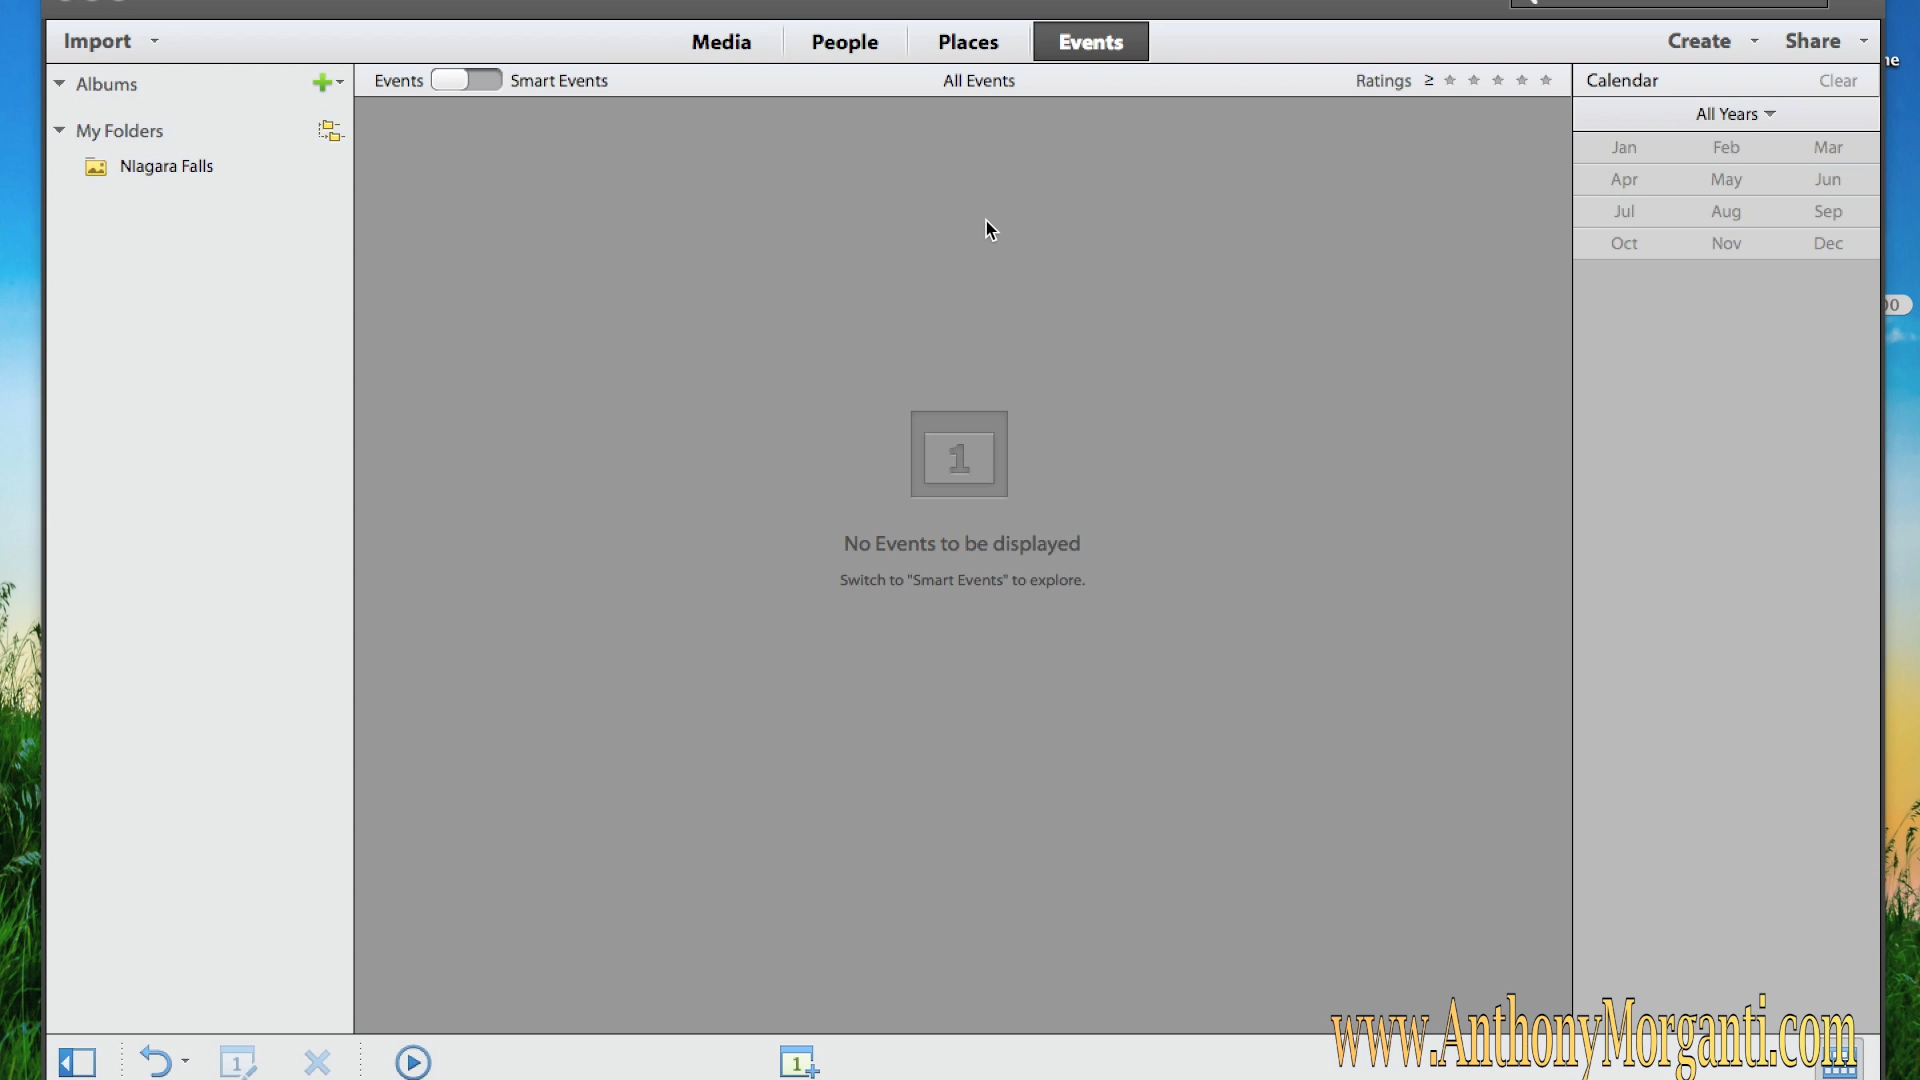 Import
Media
People
Places
Events
Create
Share
Albums
Events
Smart Events
All Events
Ratings ≥
Calendar
Clear
My Folders
All Years
NIagara Falls
Jan Feb Mar
Apr May Jun
Jul Aug Sep
Oct Nov Dec
1
No Events to be displayed
Switch to "Smart Events" to explore.
www.AnthonyMorganti.com
1
1